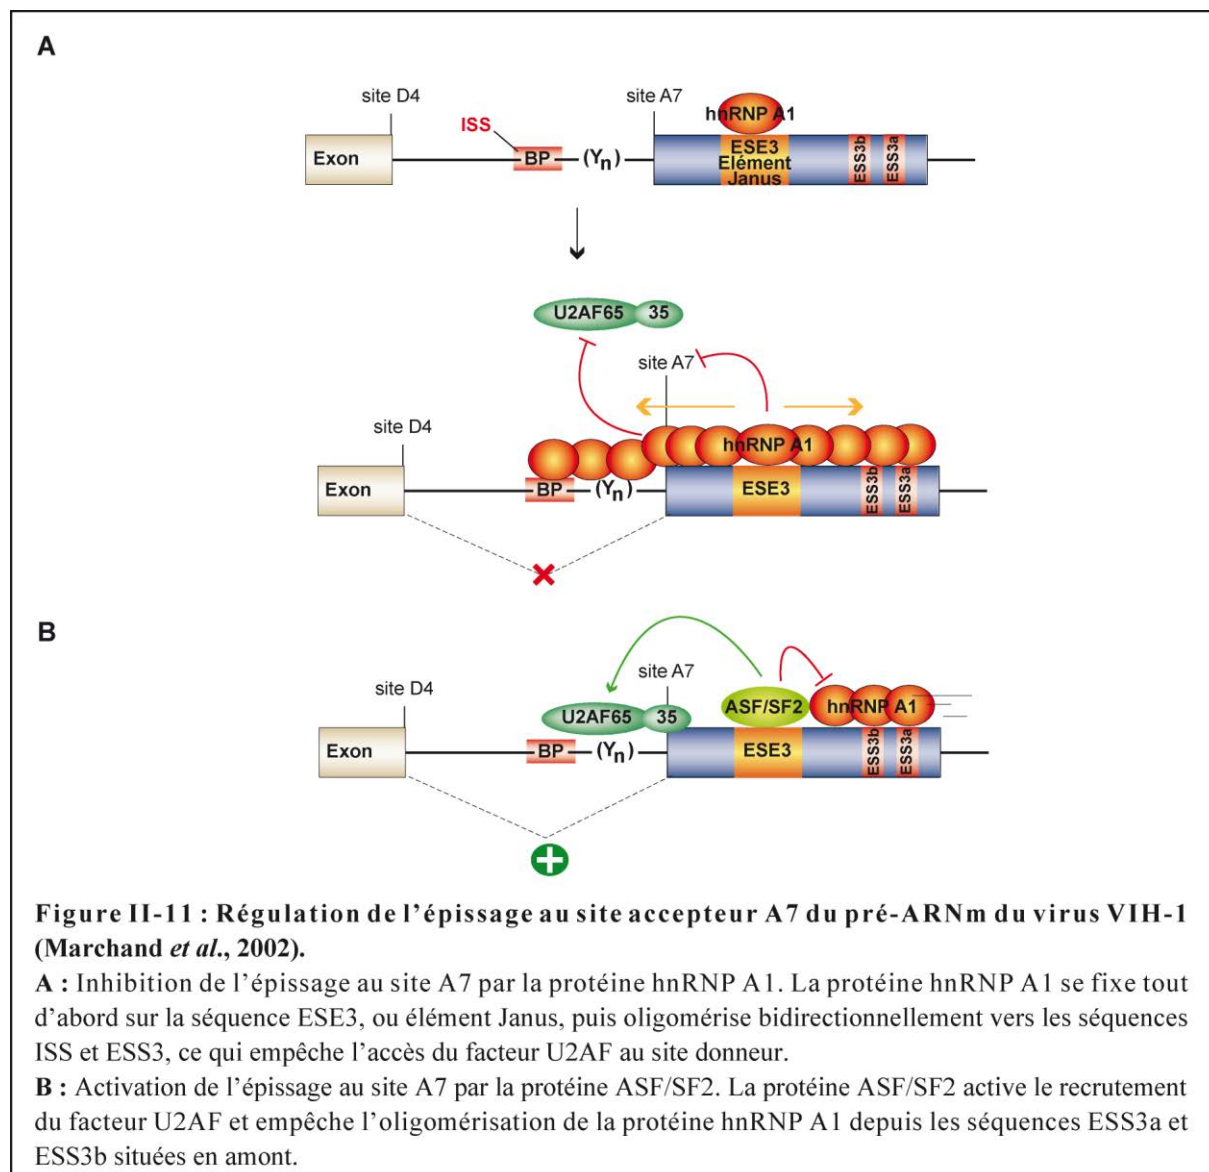 A
site D4
site A7
hnRNP A1
ISS
Exon
BP
(Yn)
ESE3
Elément
Janus
ESS3b
ESS3a
U2AF65
35
site A7
site D4
hnRNP A1
Exon
BP
(Yn)
ESE3
ESS3b
ESS3a
B
site D4
site A7
U2AF65
35
ASF/SF2
hnRNP A1
Exon
BP
(Yn)
ESE3
ESS3b
ESS3a
Figure II-11 : Régulation de l'épissage au site accepteur A7 du pré-ARNm du virus VIH-1
(Marchand et al., 2002).
A : Inhibition de l'épissage au site A7 par la protéine hnRNP A1. La protéine hnRNP A1 se fixe tout
d'abord sur la séquence ESE3, ou élément Janus, puis oligomérise bidirectionnellement vers les séquences
ISS et ESS3, ce qui empêche l'accès du facteur U2AF au site donneur.
B : Activation de l'épissage au site A7 par la protéine ASF/SF2. La protéine ASF/SF2 active le recrutement
du facteur U2AF et empêche l'oligomérisation de la protéine hnRNP A1 depuis les séquences ESS3a et
ESS3b situées en amont.